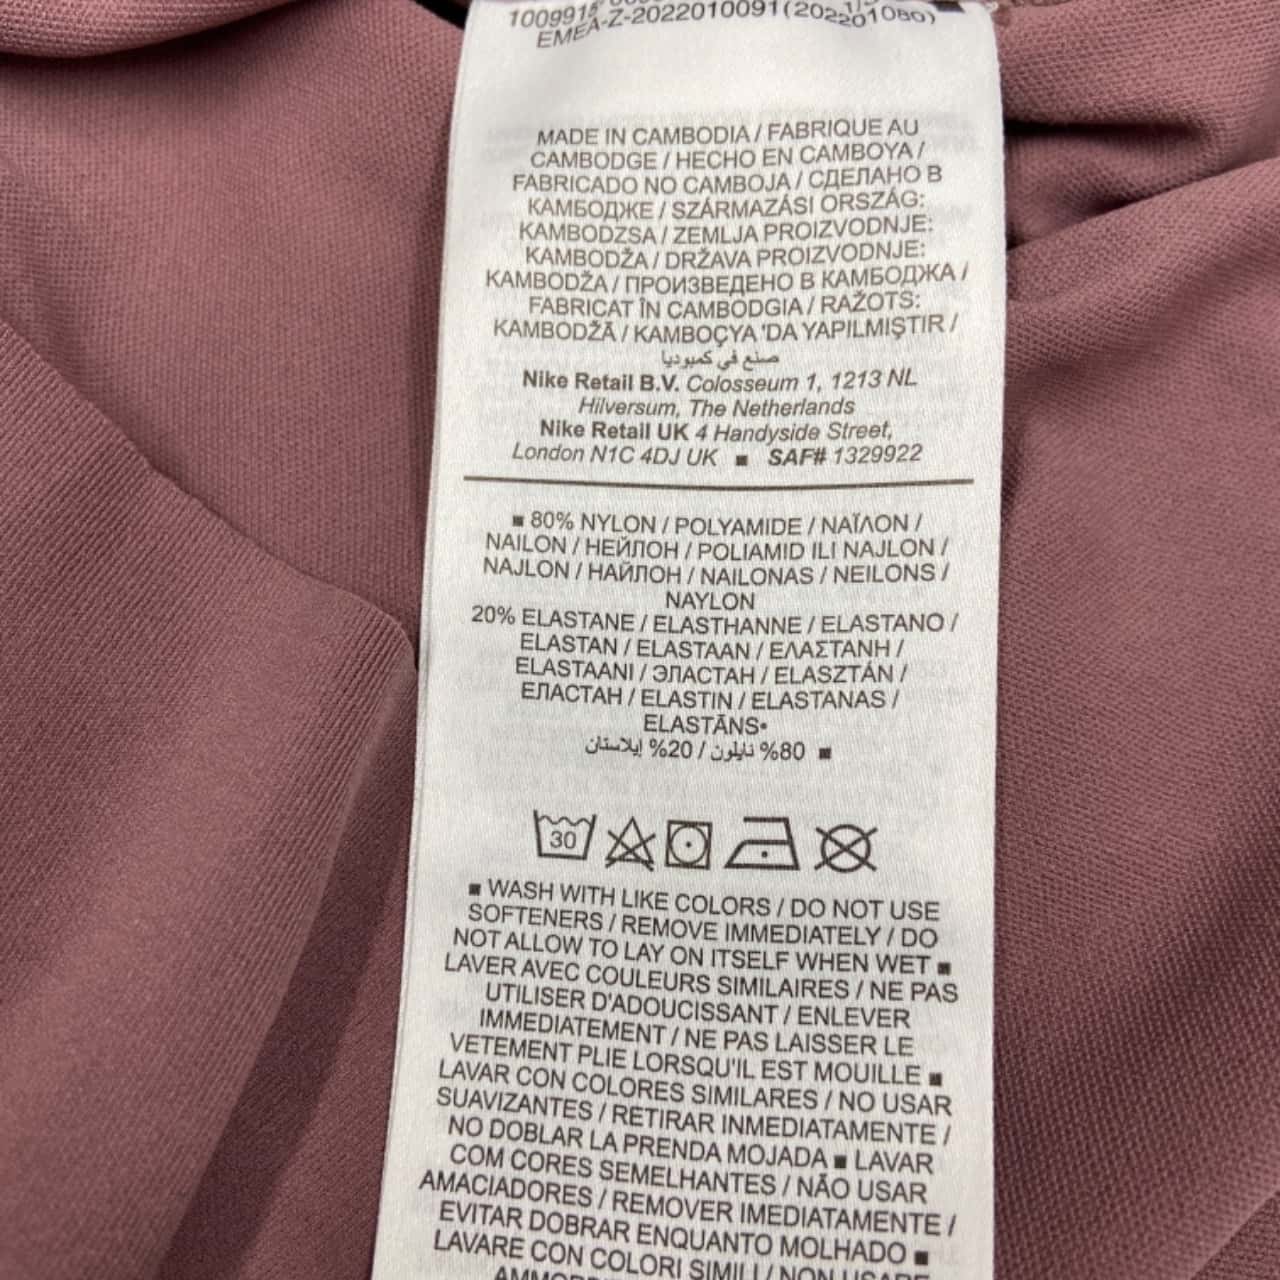 EMEA-Z-2022010091(2022201080)
MADE IN CAMBODIA / FABRIQUE AU
CAMBODGE / HECHO EN CAMBOYA /
FABRICADO NO CAMBOJA / СДЕЛАНО В
КАМБОДЖЕ / SZÁRMAZÁSI ORSZÁG:
KAMBODZSA / ZEMLJA PROIZVODNJE:
KAMBODŽA / DRŽAVA PROIZVODNJE:
KAMBODŽA / ПРОИЗВЕДЕНО В КАМБОДЖА /
FABRICAT ÎN CAMBODGIA / RAŽOTS:
KAMBODŽĀ / KAMBOÇYA 'DA YAPILMIŞTIR /
صنع في كمبوديا
Nike Retail B.V. Colosseum 1, 1213 NL
Hilversum, The Netherlands
Nike Retail UK 4 Handyside Street,
London N1C 4DJ UK ■ SAF# 1329922
■ 80% NYLON / POLYAMIDE / ΝΑΪΛΟΝ /
NAILON / НЕЙЛОН / POLIAMID ILI NAJLON /
NAJLON / НАЙЛОН / NAILONAS / NEILONS /
NAYLON
20% ELASTANE / ELASTHANNE / ELASTANO /
ELASTAN / ELASTAAN / ΕΛΑΣΤΑΝΗ /
ELASTAANI / ЭЛАСТАН / ELASZTÁN /
ЕЛАСТАН / ELASTIN / ELASTANAS /
ELASTĀNS•
■ 80% نايلون / 20% إيلاستان
30
■ WASH WITH LIKE COLORS / DO NOT USE
SOFTENERS / REMOVE IMMEDIATELY / DO
NOT ALLOW TO LAY ON ITSELF WHEN WET ■
LAVER AVEC COULEURS SIMILAIRES / NE PAS
UTILISER D'ADOUCISSANT / ENLEVER
IMMEDIATEMENT / NE PAS LAISSER LE
VETEMENT PLIE LORSQU'IL EST MOUILLE ■
LAVAR CON COLORES SIMILARES / NO USAR
SUAVIZANTES / RETIRAR INMEDIATAMENTE /
NO DOBLAR LA PRENDA MOJADA ■ LAVAR
COM CORES SEMELHANTES / NÃO USAR
AMACIADORES / REMOVER IMEDIATAMENTE /
EVITAR DOBRAR ENQUANTO MOLHADO ■
LAVARE CON COLORI SIMILI / NON USARE